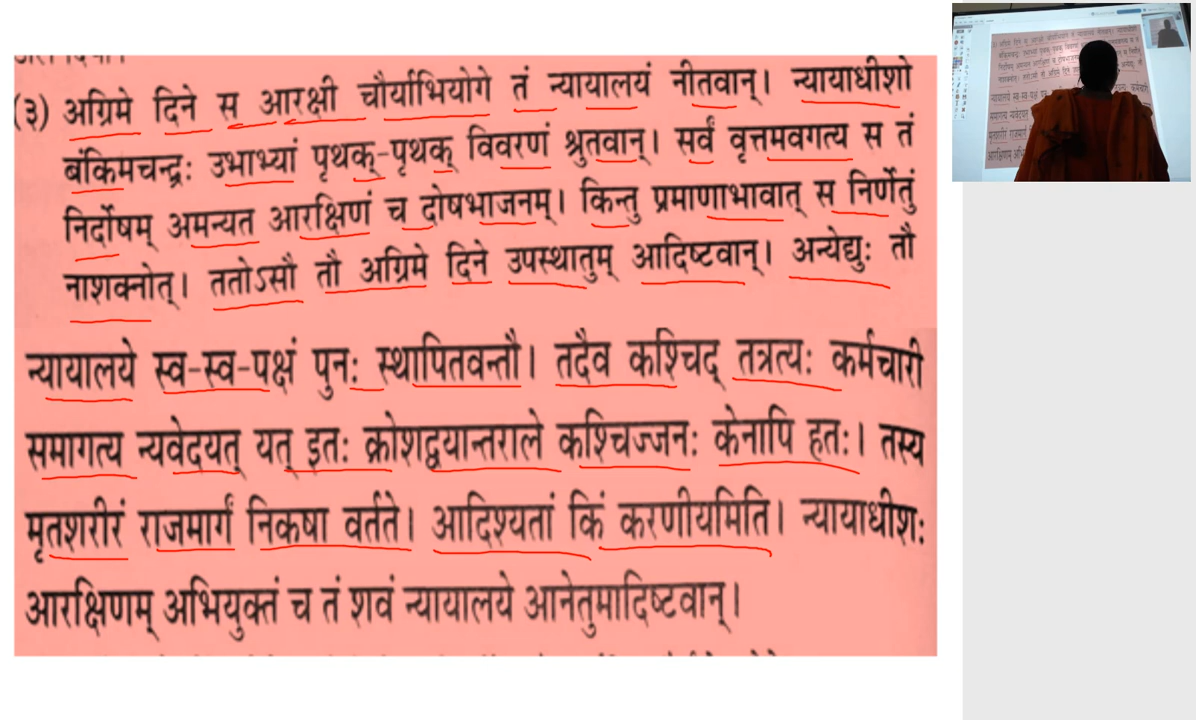 (३) अग्रिमे दिने स आरक्षी चौर्याभियोगे तं न्यायालयं नीतवान्। न्यायाधीशो
बंकिमचन्द्रः उभाभ्यां पृथक्-पृथक् विवरणं श्रुतवान्। सर्वं वृत्तमवगत्य स तं
निर्दोषम् अमन्यत आरक्षिणं च दोषभाजनम्। किन्तु प्रमाणाभावात् स निर्णेतुं
नाशक्नोत्। ततोऽसौ तौ अग्रिमे दिने उपस्थातुम् आदिष्टवान्। अन्येद्युः तौ
न्यायालये स्व-स्व-पक्षं पुनः स्थापितवन्तौ। तदैव कश्चिद् तत्रत्यः कर्मचारी
समागत्य न्यवेदयत् यत् इतः क्रोशद्वयान्तराले कश्चिज्जनः केनापि हतः। तस्य
मृतशरीरं राजमार्गं निकषा वर्तते। आदिश्यतां किं करणीयमिति। न्यायाधीशः
आरक्षिणम् अभियुक्तं च तं शवं न्यायालये आनेतुमादिष्टवान्।